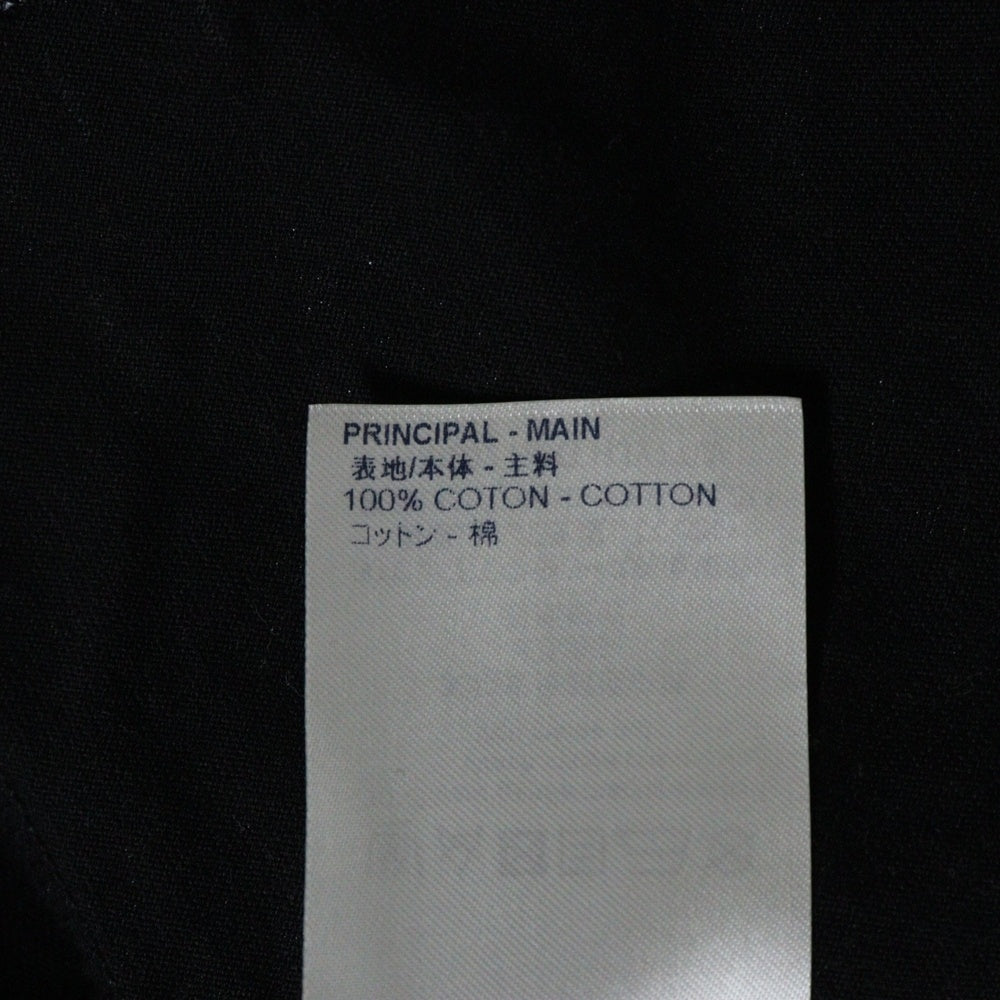 PRINCIPAL - MAIN
表地/本体 - 主料
100% COTON - COTTON
コットン - 棉